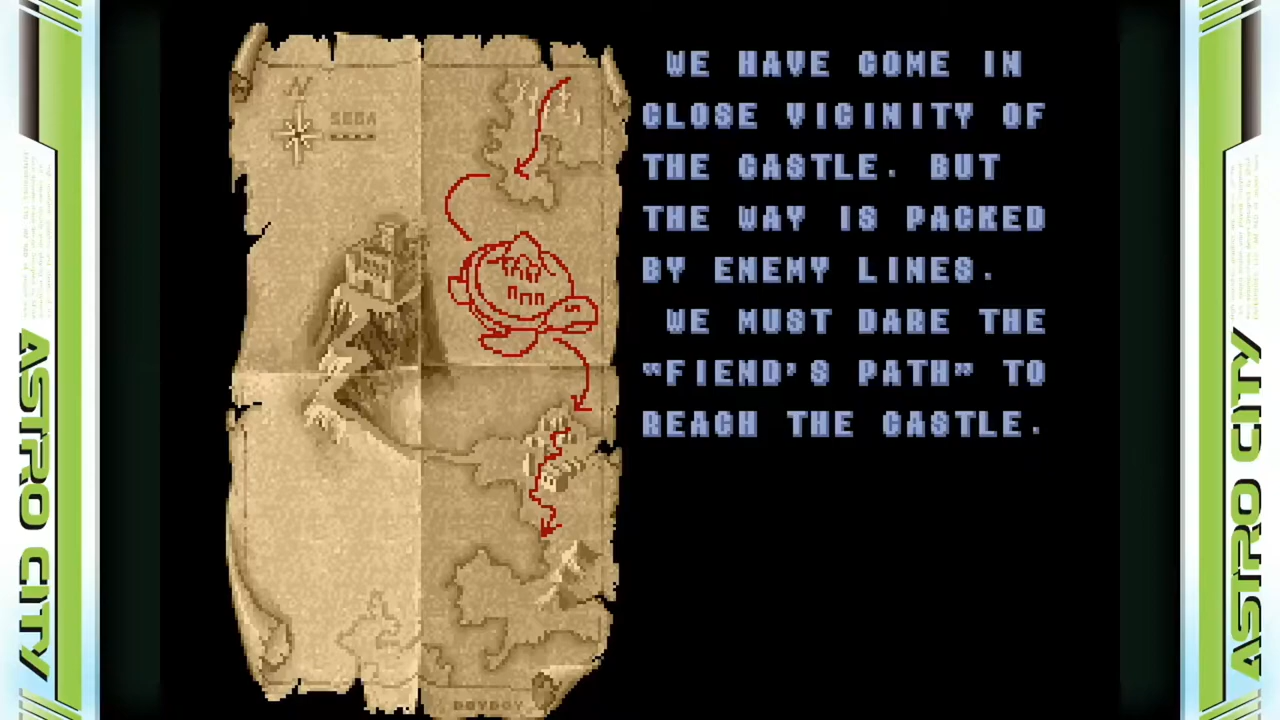 ASTRO CITY
N
SEGA
WE HAVE COME IN
CLOSE VICINITY OF
THE CASTLE. BUT
THE WAY IS PACKED
BY ENEMY LINES.
WE MUST DARE THE
"FIEND'S PATH" TO
REACH THE CASTLE.
ASTRO CITY